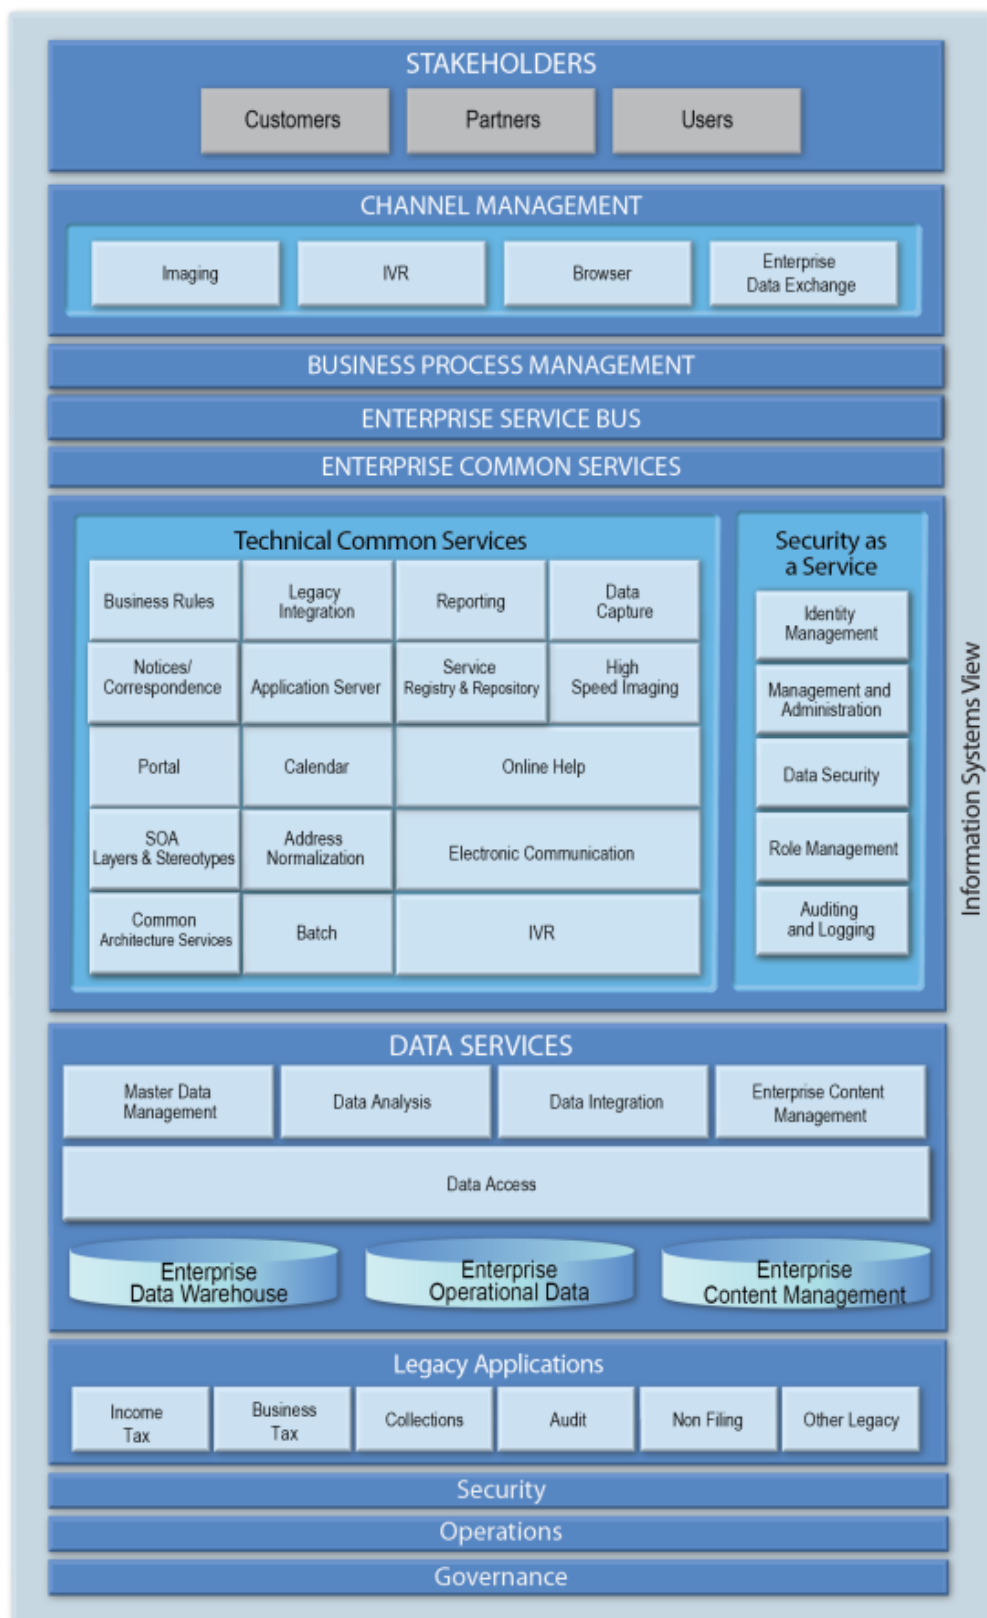 STAKEHOLDERS
Customers
Partners
Users
CHANNEL MANAGEMENT
Imaging
IVR
Browser
Enterprise
Data Exchange
BUSINESS PROCESS MANAGEMENT
ENTERPRISE SERVICE BUS
ENTERPRISE COMMON SERVICES
Technical Common Services
Business Rules
Legacy
Integration
Reporting
Data
Capture
Notices/
Correspondence
Application Server
Service
Registry & Repository
High
Speed Imaging
Portal
Calendar
Online Help
SOA
Layers & Stereotypes
Address
Normalization
Electronic Communication
Common
Architecture Services
Batch
IVR
Security as
a Service
Identity
Management
Management and
Administration
Data Security
Role Management
Auditing
and Logging
Information Systems View
DATA SERVICES
Master Data
Management
Data Analysis
Data Integration
Enterprise Content
Management
Data Access
Enterprise
Data Warehouse
Enterprise
Operational Data
Enterprise
Content Management
Legacy Applications
Income
Tax
Business
Tax
Collections
Audit
Non Filing
Other Legacy
Security
Operations
Governance